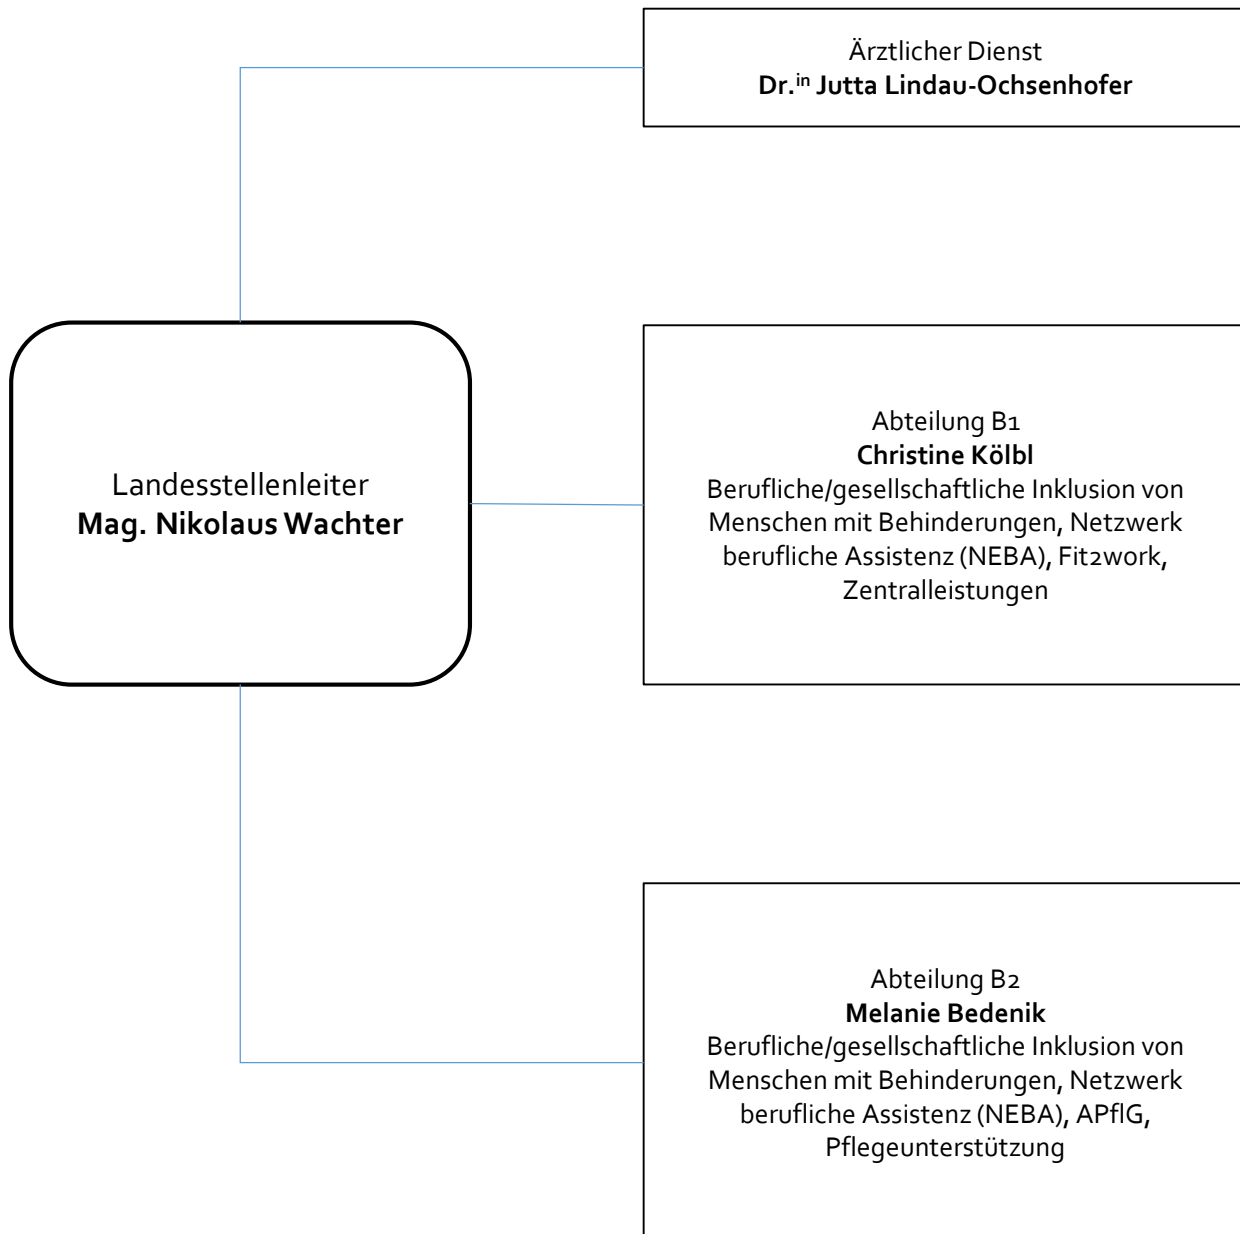 Ärztlicher Dienst
Dr.in Jutta Lindau-Ochsenhofer
Landesstellenleiter
Mag. Nikolaus Wachter
Abteilung B1
Christine Kölbl
Berufliche/gesellschaftliche Inklusion von
Menschen mit Behinderungen, Netzwerk
berufliche Assistenz (NEBA), Fit2work,
Zentralleistungen
Abteilung B2
Melanie Bedenik
Berufliche/gesellschaftliche Inklusion von
Menschen mit Behinderungen, Netzwerk
berufliche Assistenz (NEBA), APflG,
Pflegeunterstützung